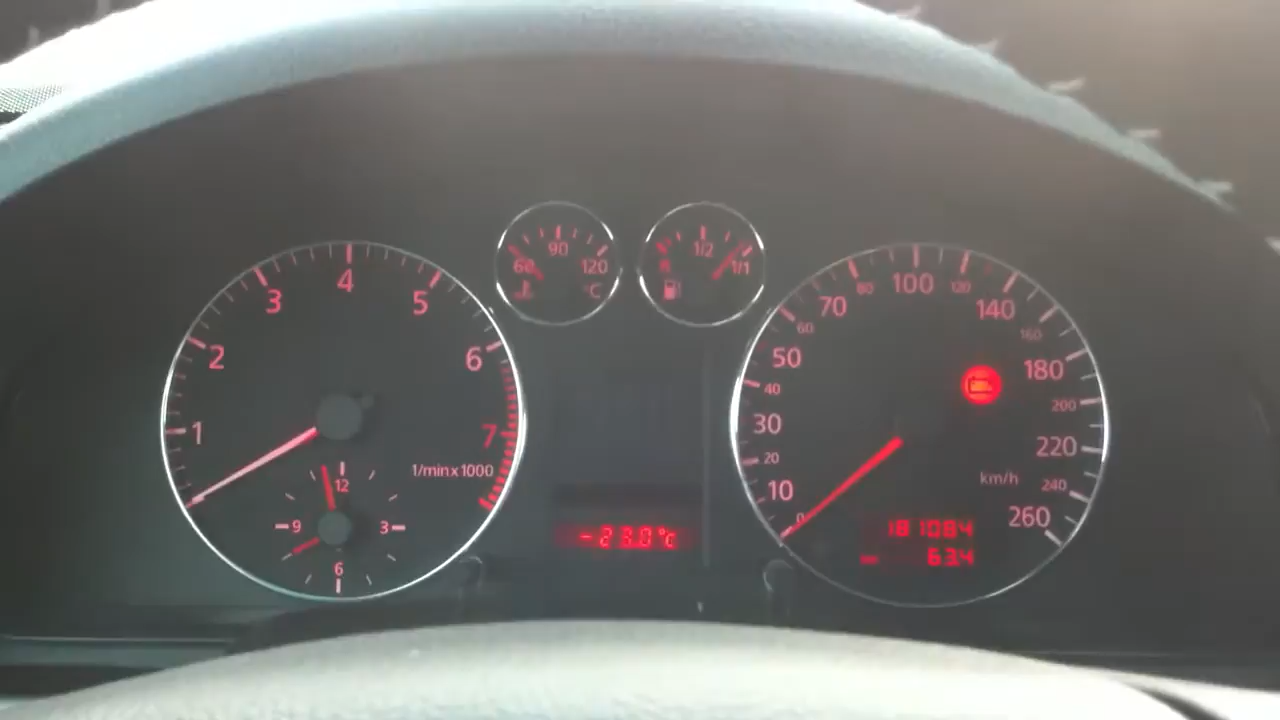 1 2 3 4 5 6 7
1/min x 1000
12 3 6 9
60 90 120
°C
1/2 1/1
-23.0°C
0 10 20 30 40 50 60 70 80 100 120 140 160 180 200 220 240 260
km/h
181084
63.4